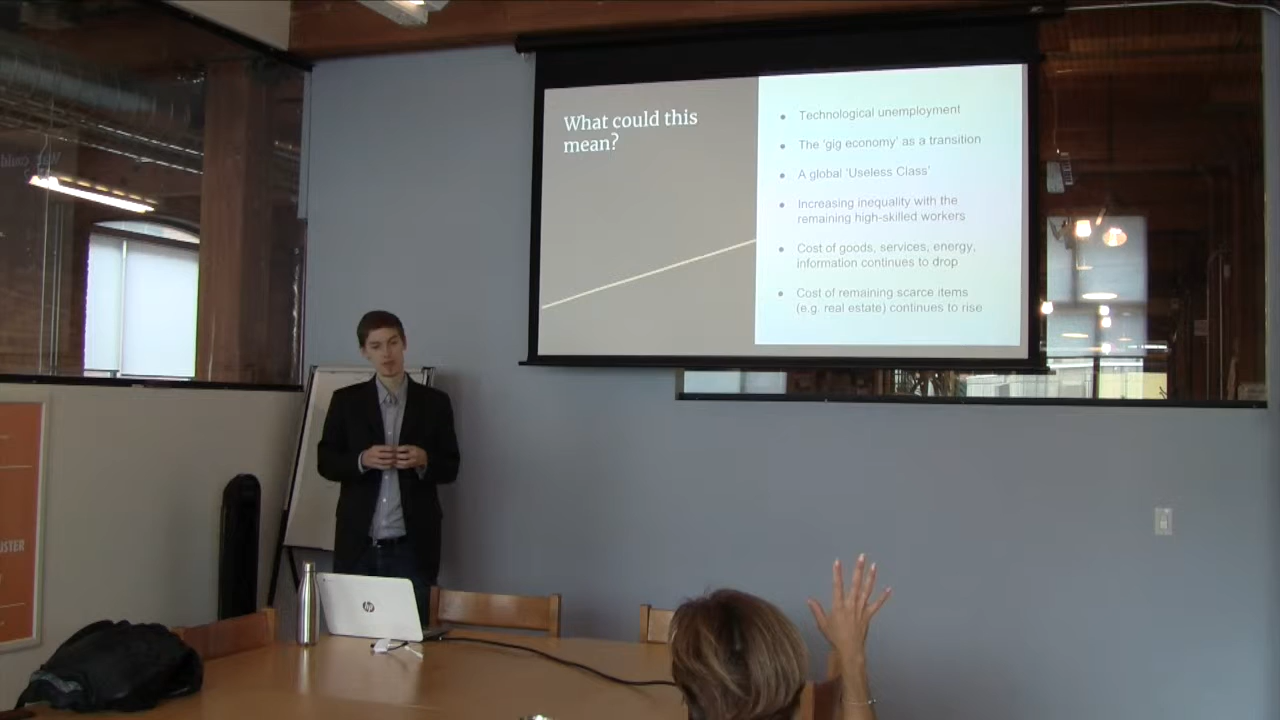 What could this
mean?
Technological unemployment
The 'gig economy' as a transition
A global 'Useless Class'
Increasing inequality with the
remaining high-skilled workers
Cost of goods, services, energy,
information continues to drop
Cost of remaining scarce items
(e.g. real estate) continues to rise
hp